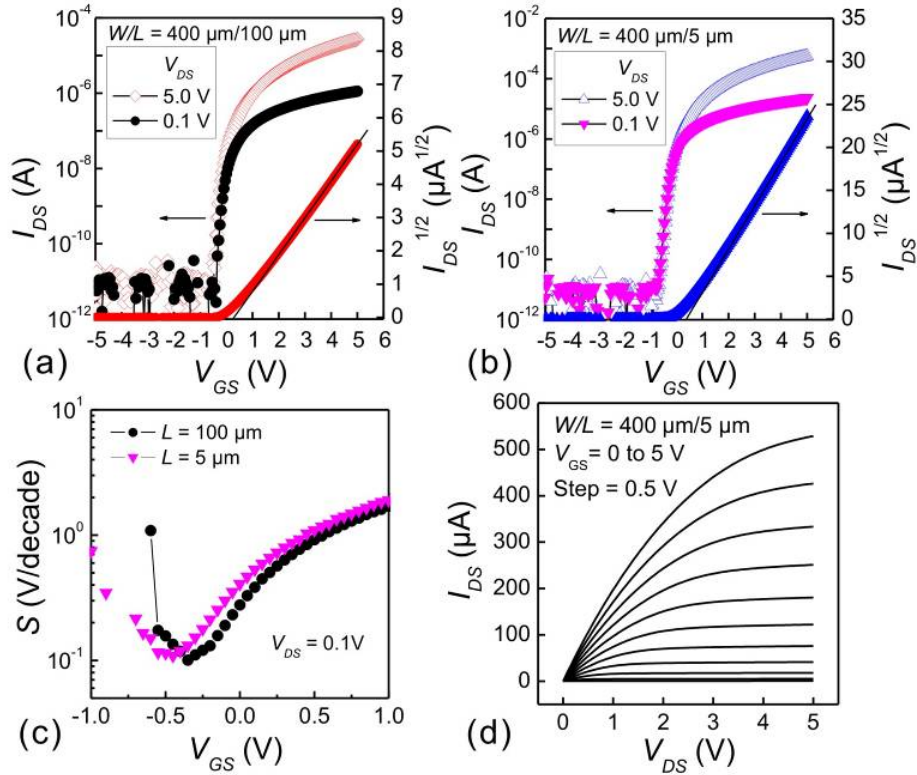 W/L = 400 µm/100 µm
V_DS
5.0 V
0.1 V
10^-4
10^-6
10^-8
10^-10
10^-12
I_DS (A)
9
8
7
6
5
4
3
2
1
0
I_DS^1/2 (µA^1/2)
-5 -4 -3 -2 -1 0 1 2 3 4 5
V_GS (V)
(a)
W/L = 400 µm/5 µm
V_DS
5.0 V
0.1 V
10^-2
10^-4
10^-6
10^-8
10^-10
10^-12
I_DS (A)
35
30
25
20
15
10
5
0
I_DS^1/2 (µA^1/2)
-5 -4 -3 -2 -1 0 1 2 3 4 5 6
V_GS (V)
(b)
L = 100 µm
L = 5 µm
10^1
10^0
10^-1
S (V/decade)
V_DS = 0.1V
-1.0 -0.5 0.0 0.5 1.0
V_GS (V)
(c)
W/L = 400 µm/5 µm
V_GS= 0 to 5 V
Step = 0.5 V
600
500
400
300
200
100
0
I_DS (µA)
0 1 2 3 4 5
V_DS (V)
(d)